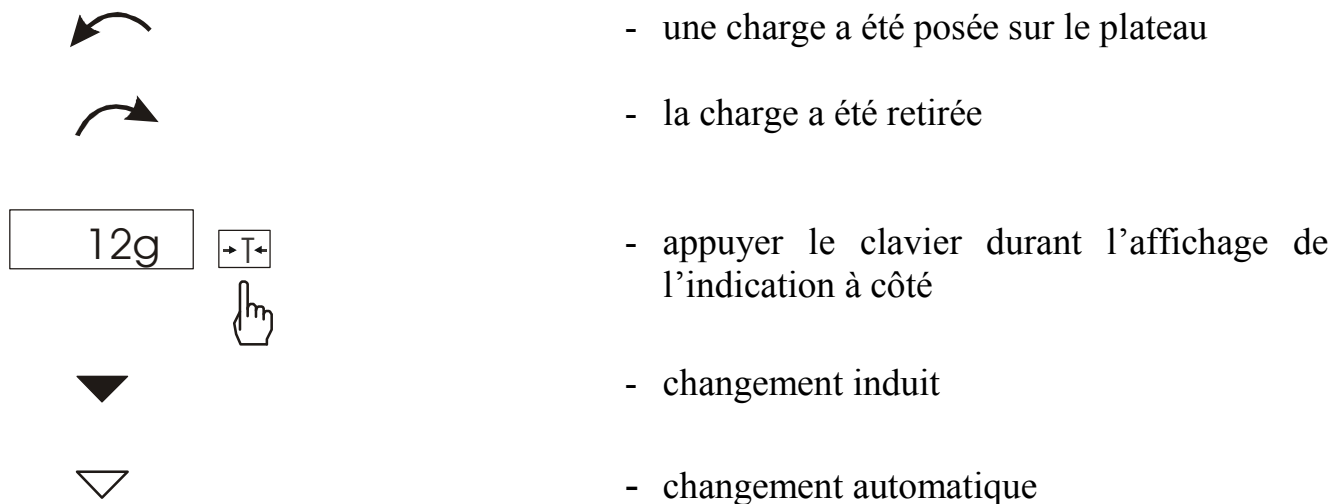 - une charge a été posée sur le plateau
- la charge a été retirée
12g →T← - appuyer le clavier durant l’affichage de
l’indication à côté
- changement induit
- changement automatique